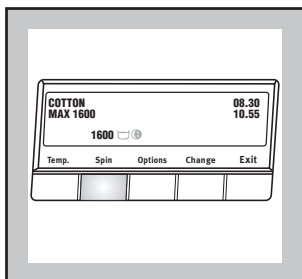 COTTON 08.30
MAX 1600 10.55
1600
Temp. Spin Options Change Exit